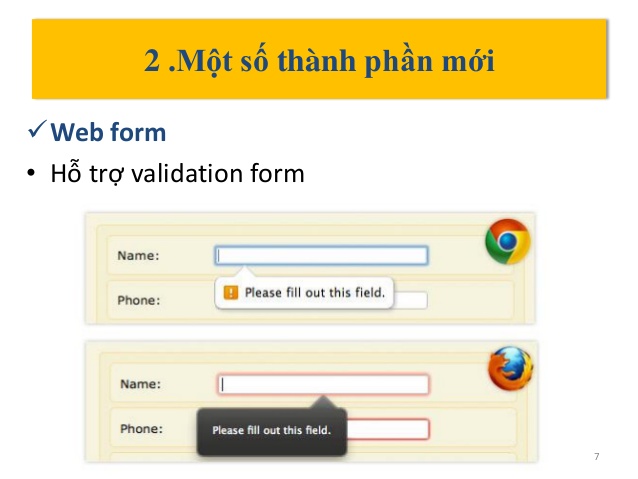 2 .Một số thành phần mới
✓Web form
• Hỗ trợ validation form
Name:
Please fill out this field.
Phone:
Name:
Phone:
Please fill out this field.
7